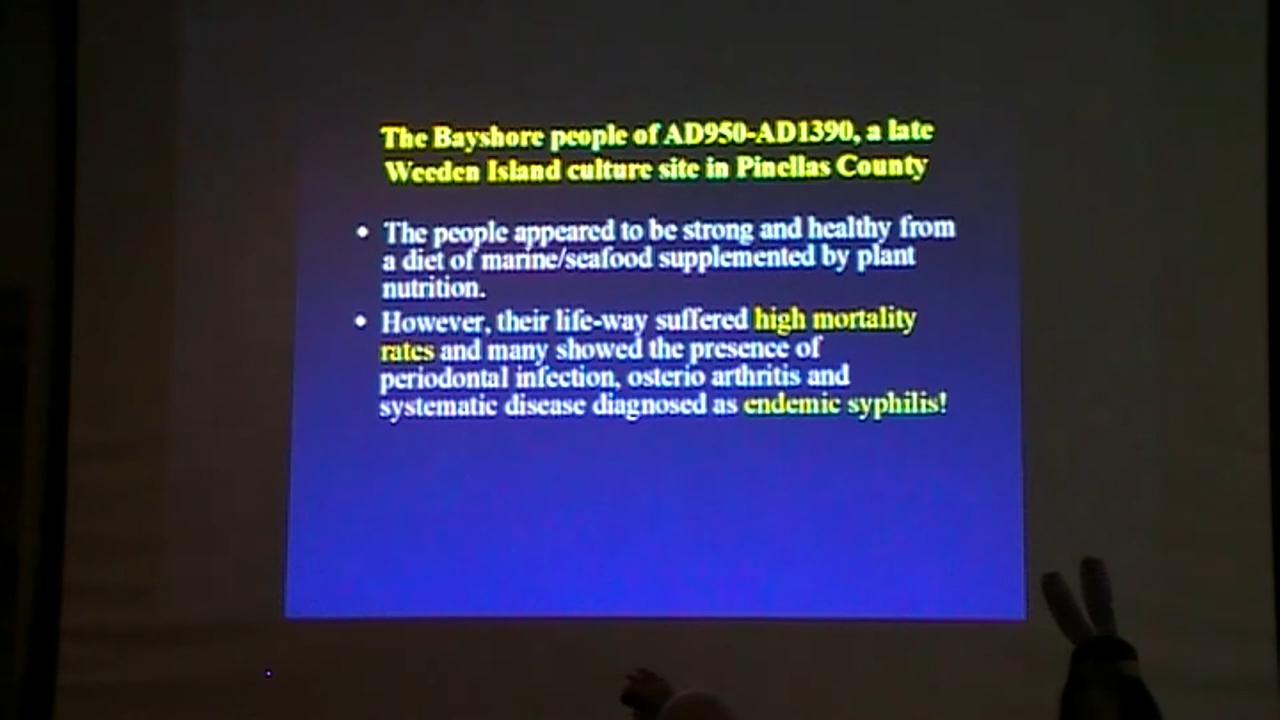 The Bayshore people of AD950-AD1390, a late
Weeden Island culture site in Pinellas County
• The people appeared to be strong and healthy from
a diet of marine/seafood supplemented by plant
nutrition.
• However, their life-way suffered high mortality
rates and many showed the presence of
periodontal infection, osterio arthritis and
systematic disease diagnosed as endemic syphilis!